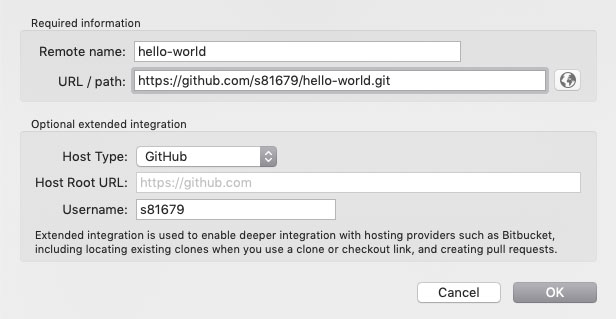 Required information
Remote name: hello-world
URL / path: https://github.com/s81679/hello-world.git
Optional extended integration
Host Type: GitHub
Host Root URL: https://github.com
Username: s81679
Extended integration is used to enable deeper integration with hosting providers such as Bitbucket,
including locating existing clones when you use a clone or checkout link, and creating pull requests.
Cancel OK